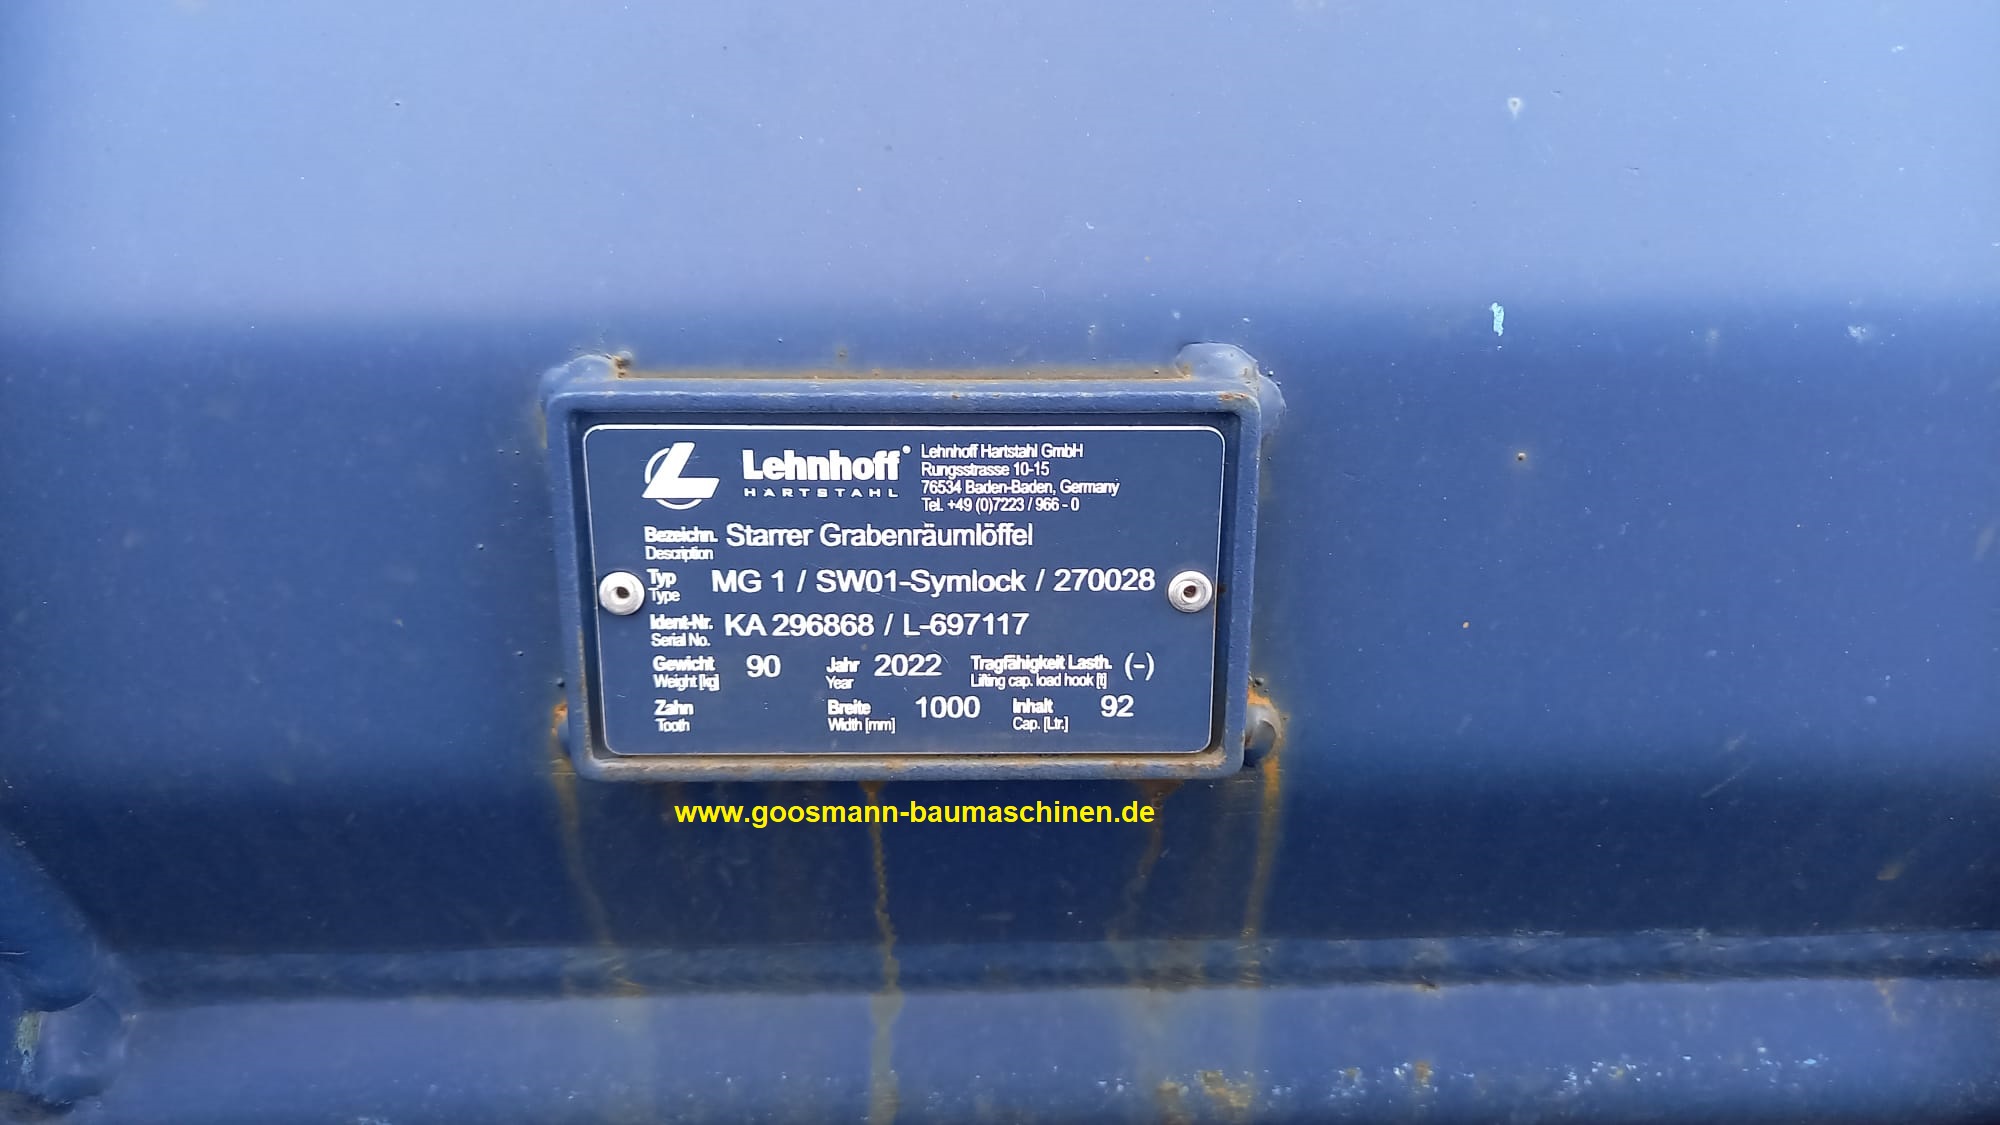 Lehnhoff®
HARTSTAHL
Lehnhoff Hartstahl GmbH
Rungsstrasse 10-15
76534 Baden-Baden, Germany
Tel. +49 (0)7223 / 966 - 0
Bezeichn. Starrer Grabenräumlöffel
Description
Typ MG 1 / SW01-Symlock / 270028
Type
Ident-Nr. KA 296868 / L-697117
Serial No.
Gewicht 90 Jahr 2022 Tragfähigkeit Lasth. (-)
Weight [kg] Year Lifting cap. load hook [t]
Zahn Breite 1000 Inhalt 92
Tooth Width [mm] Cap. [Ltr.]
www.goosmann-baumaschinen.de